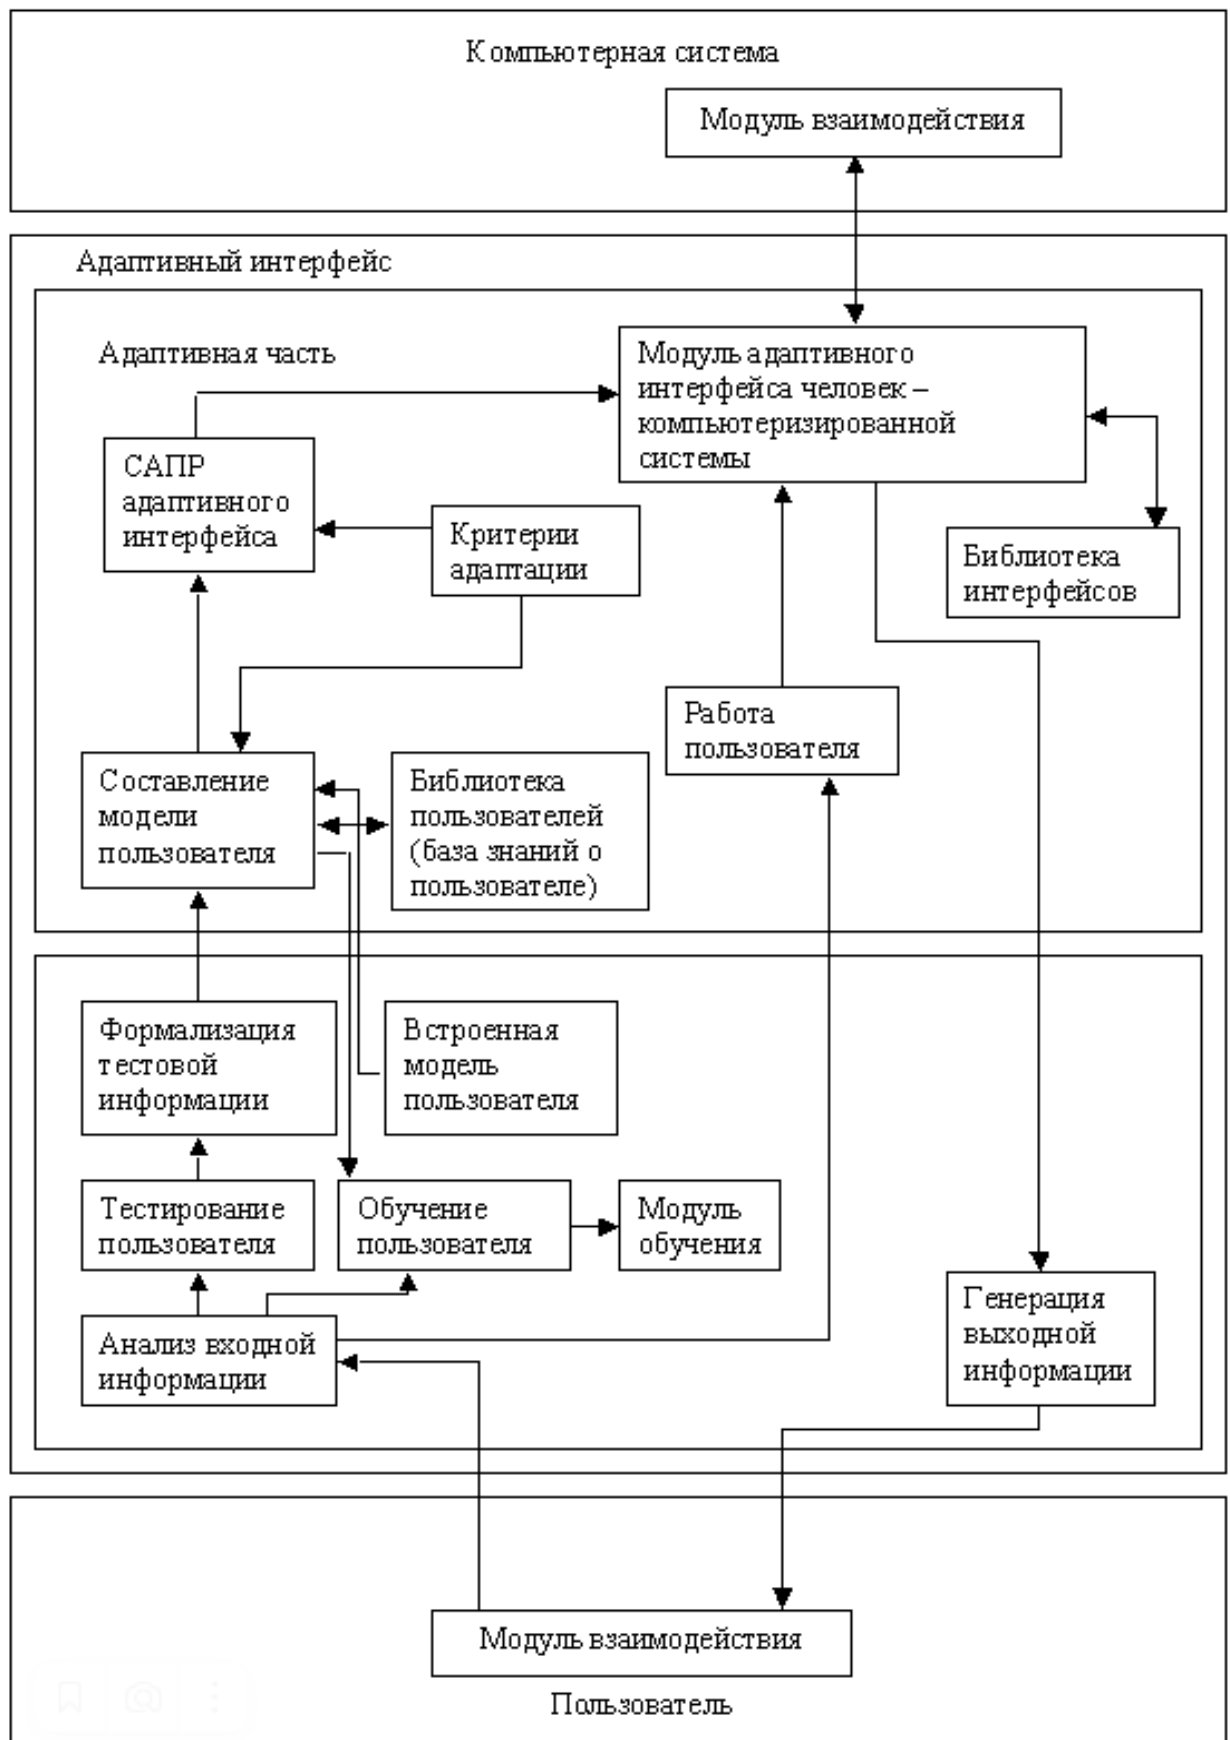 Компьютерная система
Модуль взаимодействия
Адаптивный интерфейс
Адаптивная часть
Модуль адаптивного
интерфейса человек –
компьютеризированной
системы
САПР
адаптивного
интерфейса
Критерии
адаптации
Библиотека
интерфейсов
Работа
пользователя
Составление
модели
пользователя
Библиотека
пользователей
(база знаний о
пользователе)
Формализация
тестовой
информации
Встроенная
модель
пользователя
Тестирование
пользователя
Обучение
пользователя
Модуль
обучения
Генерация
выходной
информации
Анализ входной
информации
Модуль взаимодействия
Пользователь